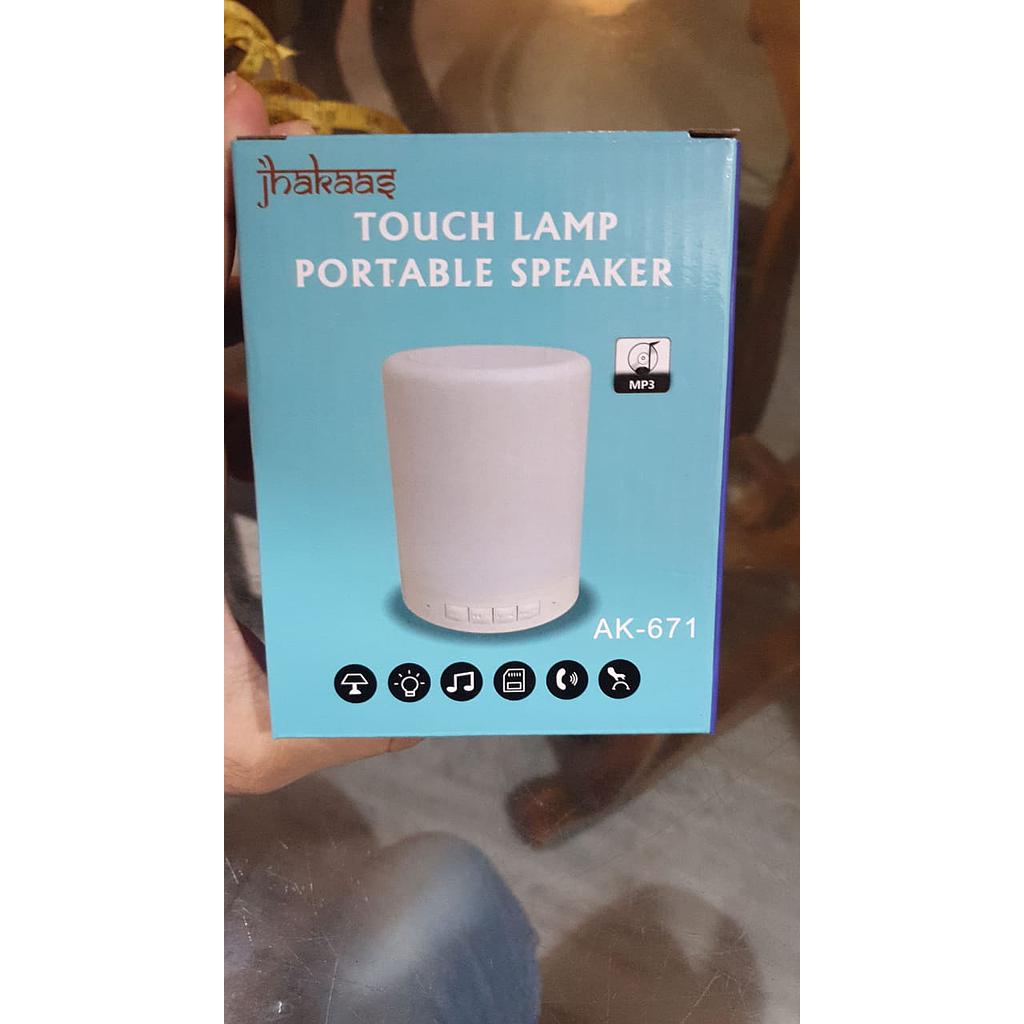 jhakaas
TOUCH LAMP
PORTABLE SPEAKER
MP3
AK-671